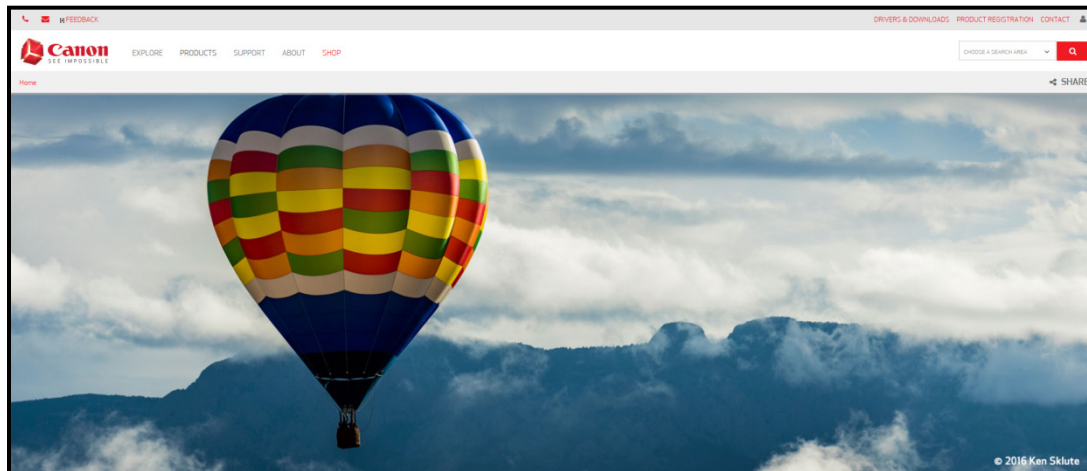 FEEDBACK
DRIVERS & DOWNLOADS PRODUCT REGISTRATION CONTACT
Canon
SEE IMPOSSIBLE
EXPLORE PRODUCTS SUPPORT ABOUT SHOP
CHOOSE A SEARCH AREA
Home
SHARE
© 2016 Ken Sklute